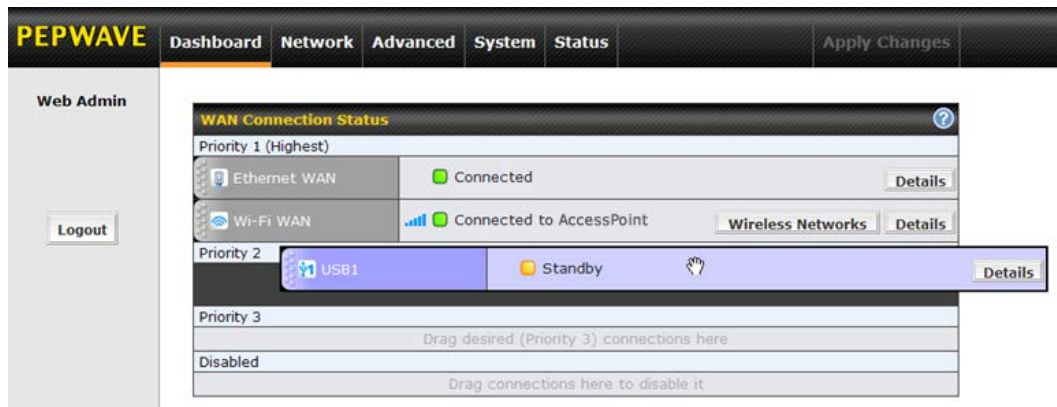 PEPWAVE Dashboard Network Advanced System Status Apply Changes
Web Admin
Logout
WAN Connection Status ?
Priority 1 (Highest)
Ethernet WAN Connected Details
Wi-Fi WAN Connected to AccessPoint Wireless Networks Details
Priority 2
USB1 Standby Details
Priority 3
Drag desired (Priority 3) connections here
Disabled
Drag connections here to disable it